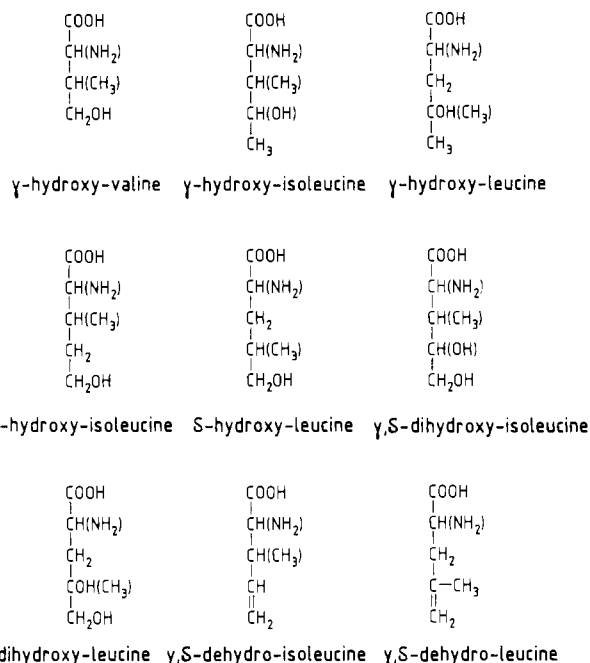 COOH COOH COOH
CH(NH₂) CH(NH₂) CH(NH₂)
CH(CH₃) CH(CH₃) CH₂
CH₂OH CH(OH) COH(CH₃)
CH₃ CH₃
γ-hydroxy-valine γ-hydroxy-isoleucine γ-hydroxy-leucine
COOH COOH COOH
CH(NH₂) CH(NH₂) CH(NH₂)
CH(CH₃) CH₂ CH(CH₃)
CH₂ CH(CH₃) CH(OH)
CH₂OH CH₂OH CH₂OH
-hydroxy-isoleucine δ-hydroxy-leucine γ,δ-dihydroxy-isoleucine
COOH COOH COOH
CH(NH₂) CH(NH₂) CH(NH₂)
CH₂ CH(CH₃) CH₂
COH(CH₃) CH C-CH₃
CH₂OH CH₂ CH₂
dihydroxy-leucine γ,δ-dehydro-isoleucine γ,δ-dehydro-leucine